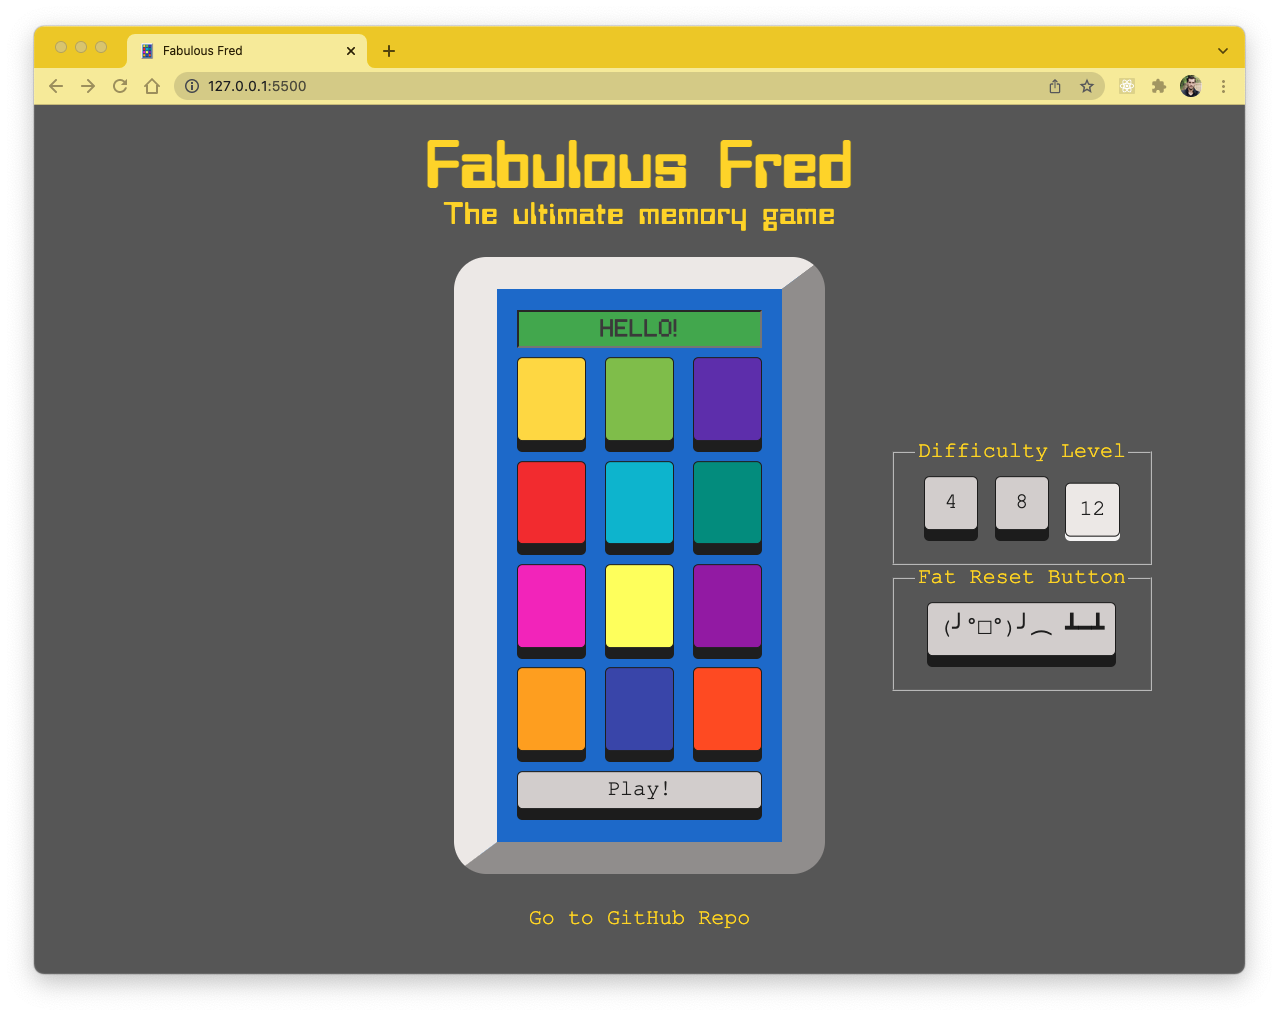 Fabulous Fred
127.0.0.1:5500
Fabulous Fred
The ultimate memory game
HELLO!
Play!
Difficulty Level
4 8 12
Fat Reset Button
(╯°□°)╯︵ ┻━┻
Go to GitHub Repo